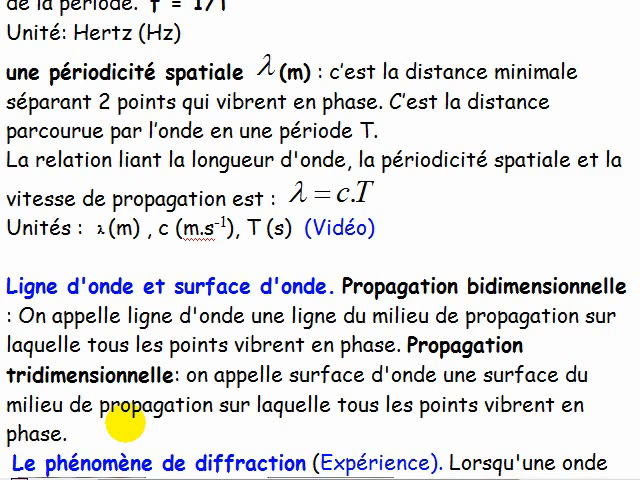 de la période. f = 1/T
Unité: Hertz (Hz)
une périodicité spatiale λ (m) : c’est la distance minimale
séparant 2 points qui vibrent en phase. C’est la distance
parcourue par l’onde en une période T.
La relation liant la longueur d'onde, la périodicité spatiale et la
vitesse de propagation est : λ = c.T
Unités : λ (m) , c (m.s⁻¹), T (s) (Vidéo)
Ligne d'onde et surface d'onde. Propagation bidimensionnelle
: On appelle ligne d'onde une ligne du milieu de propagation sur
laquelle tous les points vibrent en phase. Propagation
tridimensionnelle: on appelle surface d'onde une surface du
milieu de propagation sur laquelle tous les points vibrent en
phase.
Le phénomène de diffraction (Expérience). Lorsqu'une onde